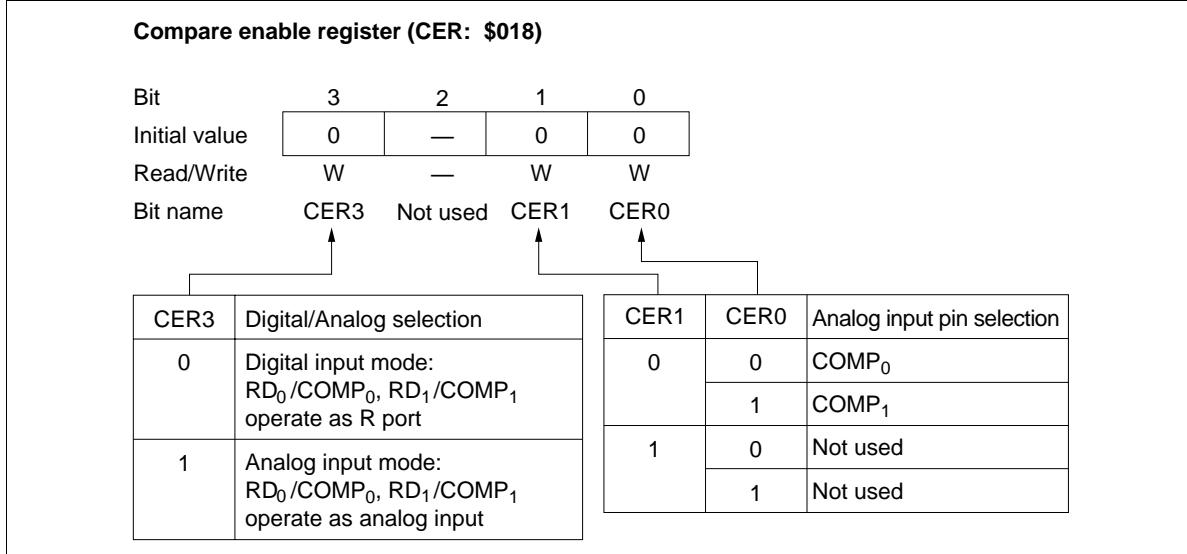 Compare enable register (CER: $018)
Bit 3 2 1 0
Initial value 0 — 0 0
Read/Write W — W W
Bit name CER3 Not used CER1 CER0
CER3 Digital/Analog selection
0 Digital input mode:
RD₀/COMP₀, RD₁/COMP₁
operate as R port
1 Analog input mode:
RD₀/COMP₀, RD₁/COMP₁
operate as analog input
CER1 CER0 Analog input pin selection
0 0 COMP₀
1 COMP₁
1 0 Not used
1 Not used